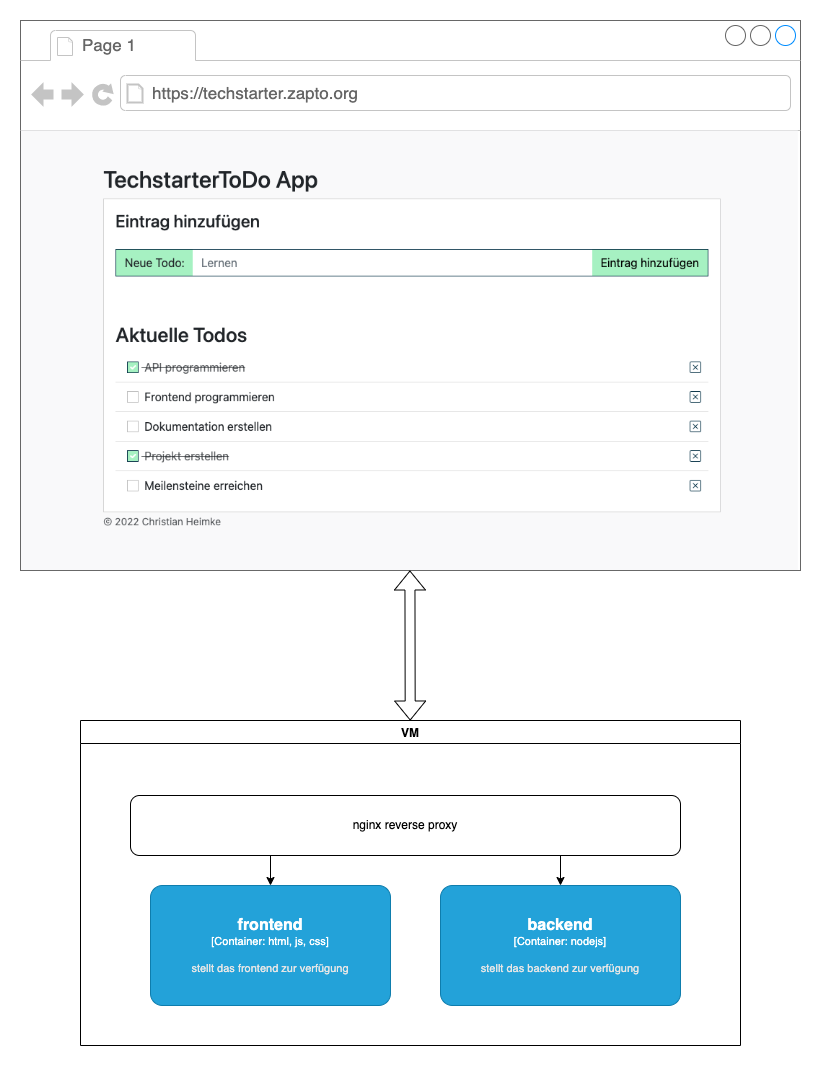 Page 1
https://techstarter.zapto.org
TechstarterToDo App
Eintrag hinzufügen
Neue Todo: Lernen Eintrag hinzufügen
Aktuelle Todos
API programmieren
Frontend programmieren
Dokumentation erstellen
Projekt erstellen
Meilensteine erreichen
© 2022 Christian Heimke
VM
nginx reverse proxy
frontend
[Container: html, js, css]
stellt das frontend zur verfügung
backend
[Container: nodejs]
stellt das backend zur verfügung